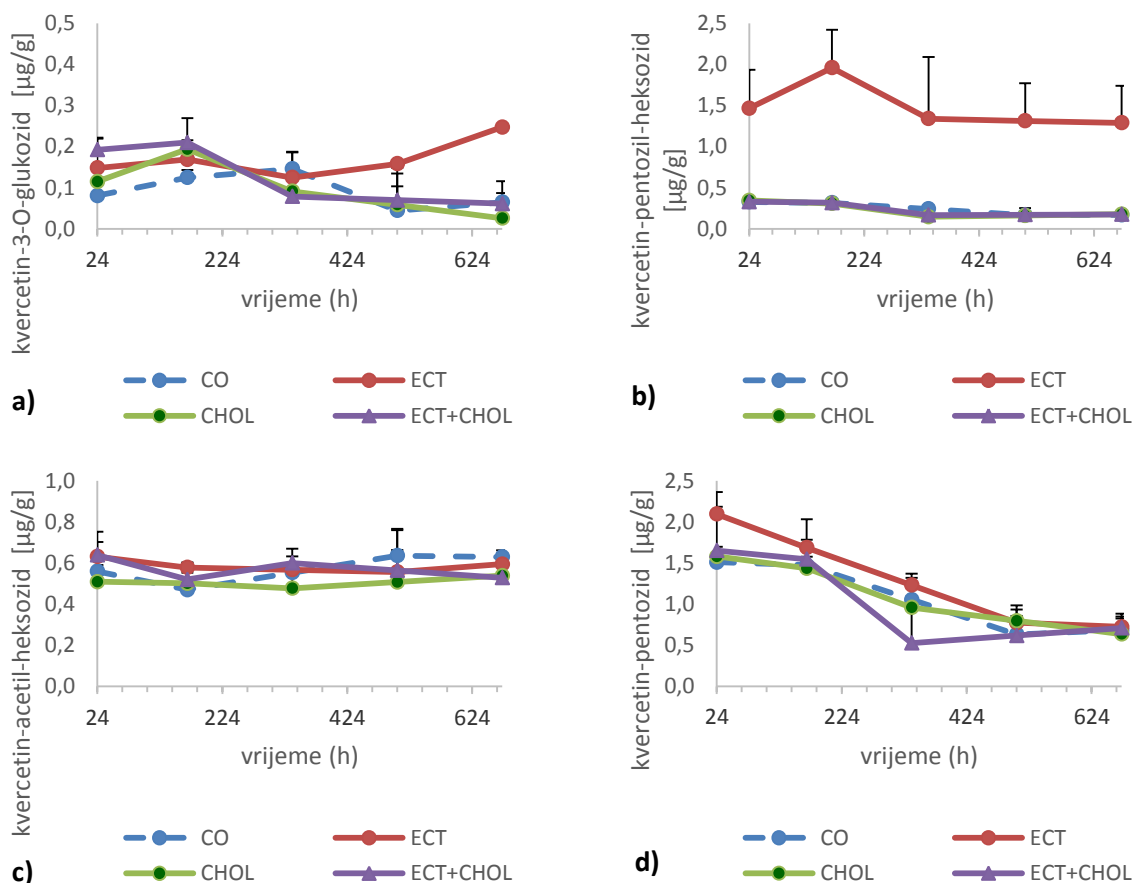 kvercetin-3-O-glukozid [µg/g]
0,5
0,4
0,3
0,2
0,1
0,0
24 224 424 624
vrijeme (h)
CO ECT
CHOL ECT+CHOL
a)
kvercetin-pentozil-heksozid
[µg/g]
2,5
2,0
1,5
1,0
0,5
0,0
24 224 424 624
vrijeme (h)
CO ECT
CHOL ECT+CHOL
b)
kvercetin-acetil-heksozid [µg/g]
1,0
0,8
0,6
0,4
0,2
0,0
24 224 424 624
vrijeme (h)
CO ECT
CHOL ECT+CHOL
c)
kvercetin-pentozid [µg/g]
2,5
2,0
1,5
1,0
0,5
0,0
24 224 424 624
vrijeme (h)
CO ECT
CHOL ECT+CHOL
d)